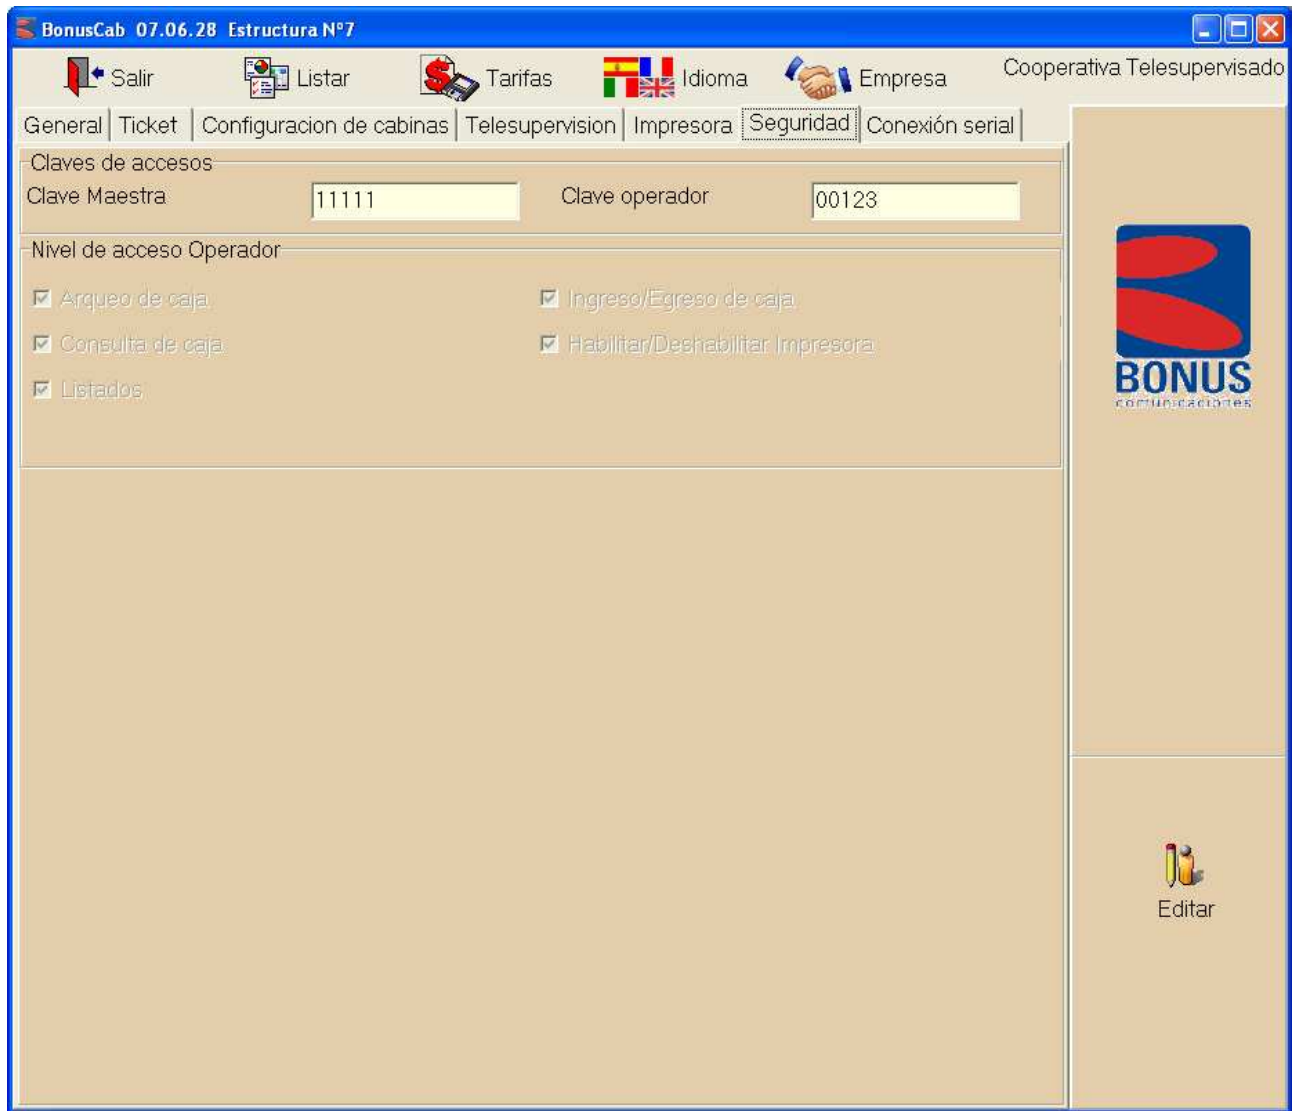 BonusCab 07.06.28 Estructura Nº7
Salir Listar Tarifas Idioma Empresa Cooperativa Telesupervisado
General Ticket Configuracion de cabinas Telesupervision Impresora Seguridad Conexión serial
Claves de accesos
Clave Maestra 11111 Clave operador 00123
Nivel de acceso Operador
Arqueo de caja Ingreso/Egreso de caja
Consulta de caja Habilitar/Deshabilitar Impresora
Listados
BONUS
comunicaciones
Editar